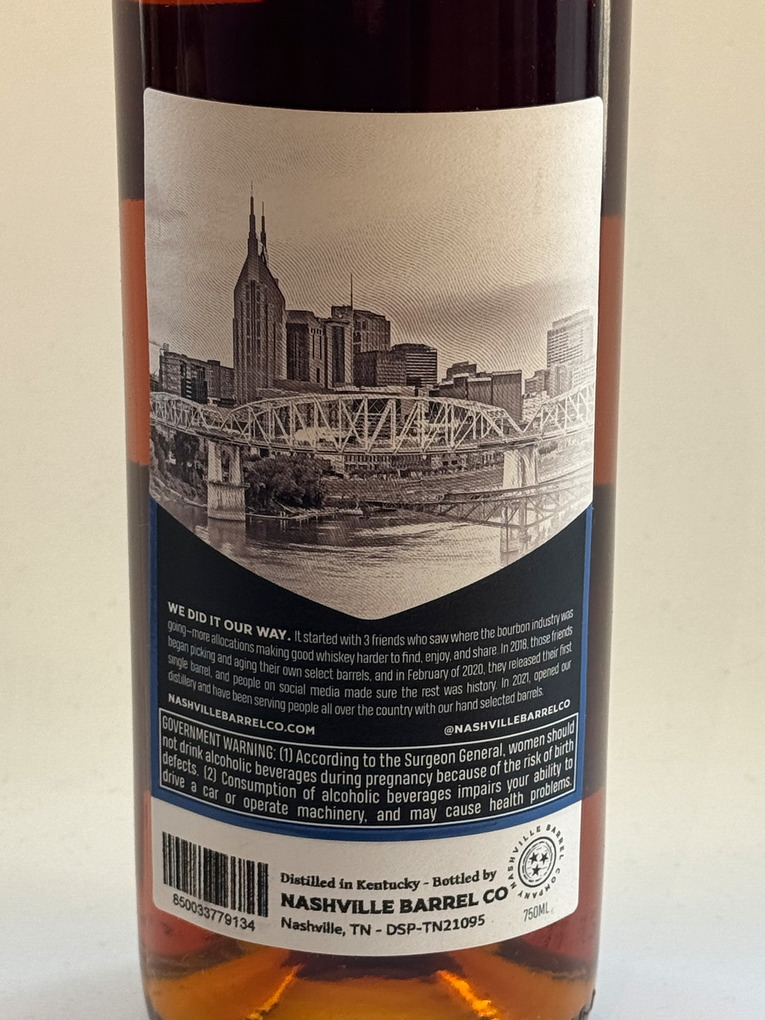 WE DID IT OUR WAY. It started with 3 friends who saw where the bourbon industry was
going–more allocations making good whiskey harder to find, enjoy, and share. In 2018, those friends
began picking and aging their own select barrels, and in February of 2020, they released their first
single barrel, and people on social media made sure the rest was history. In 2021, opened our
distillery and have been serving people all over the country with our hand selected barrels.
NASHVILLEBARRELCO.COM @NASHVILLEBARRELCO
GOVERNMENT WARNING: (1) According to the Surgeon General, women should
not drink alcoholic beverages during pregnancy because of the risk of birth
defects. (2) Consumption of alcoholic beverages impairs your ability to
drive a car or operate machinery, and may cause health problems.
850033779134
Distilled in Kentucky - Bottled by
NASHVILLE BARREL CO
Nashville, TN - DSP-TN21095
NASHVILLE BARREL COMPANY
750ML